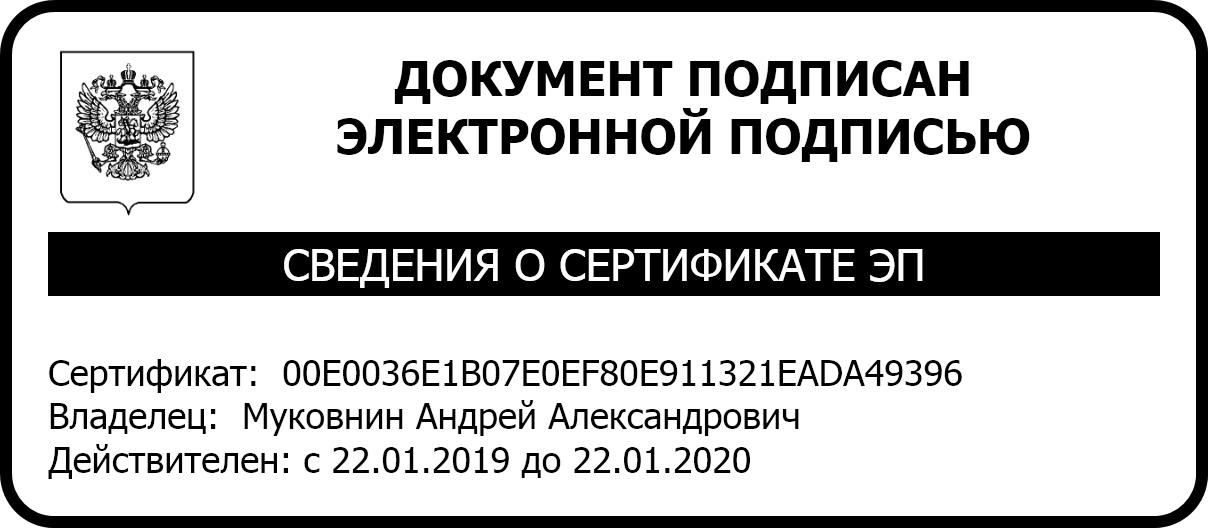 ДОКУМЕНТ ПОДПИСАН
ЭЛЕКТРОННОЙ ПОДПИСЬЮ
СВЕДЕНИЯ О СЕРТИФИКАТЕ ЭП
Сертификат: 00E0036E1B07E0EF80E911321EADA49396
Владелец: Муковнин Андрей Александрович
Действителен: с 22.01.2019 до 22.01.2020